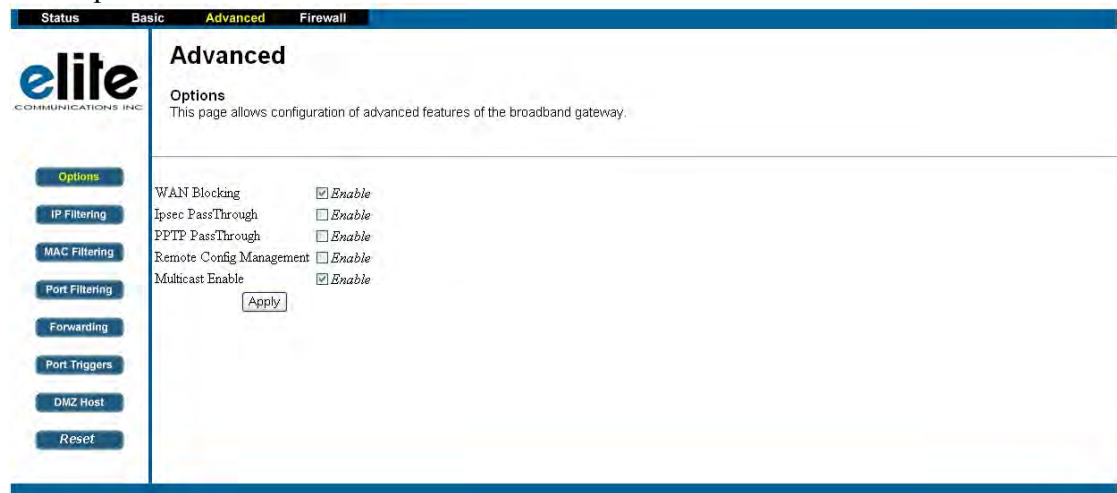 Status Basic Advanced Firewall
elite
COMMUNICATIONS INC
Advanced
Options
This page allows configuration of advanced features of the broadband gateway.
Options
IP Filtering
MAC Filtering
Port Filtering
Forwarding
Port Triggers
DMZ Host
Reset
WAN Blocking Enable
Ipsec PassThrough Enable
PPTP PassThrough Enable
Remote Config Management Enable
Multicast Enable Enable
Apply